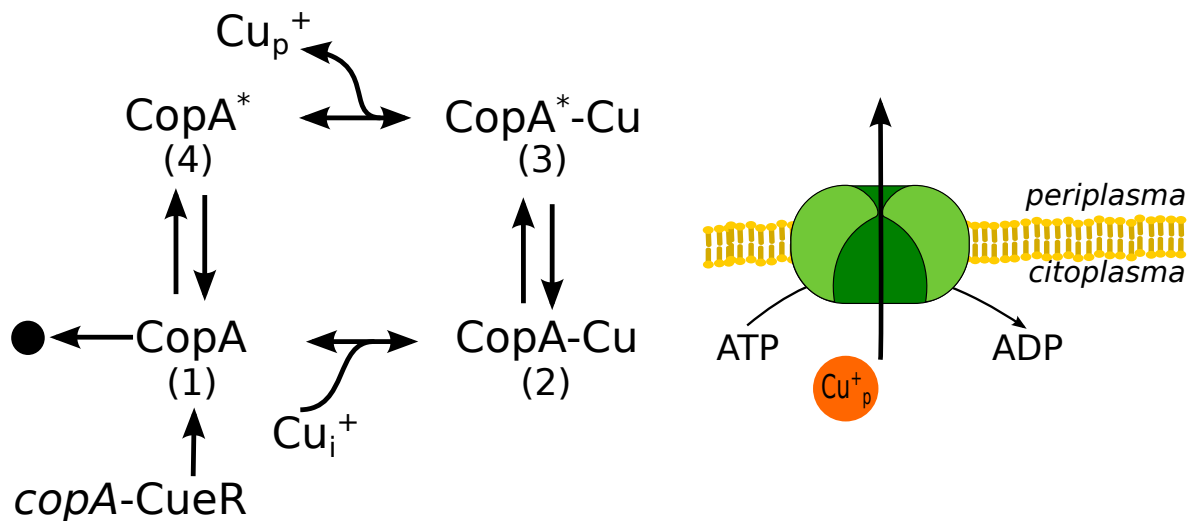 Cu_p^+
CopA^*
(4)
CopA^*-Cu
(3)
CopA
(1)
CopA-Cu
(2)
Cu_i^+
copA-CueR
periplasma
citoplasma
ATP
ADP
Cu^+_p